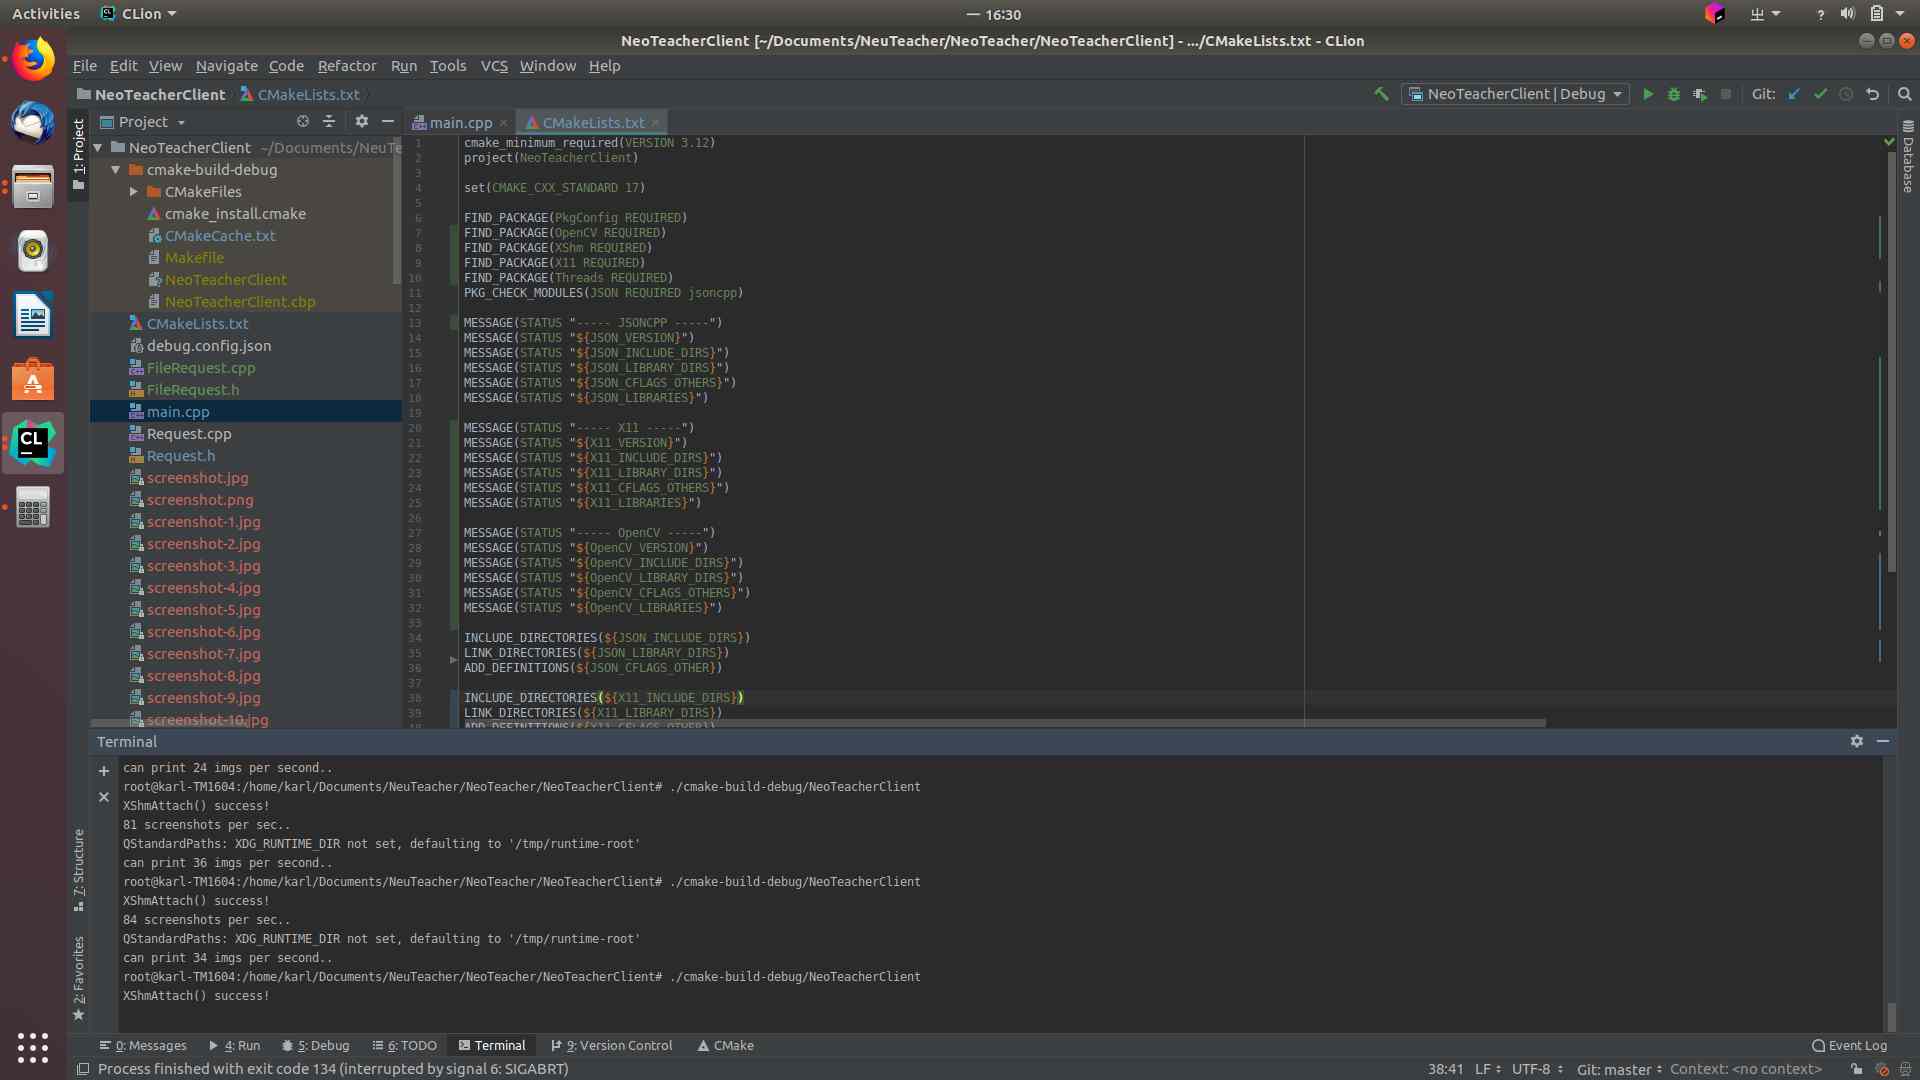 Activities CLion 一 16:30
NeoTeacherClient [~/Documents/NeuTeacher/NeoTeacher/NeoTeacherClient] - .../CMakeLists.txt - CLion
File Edit View Navigate Code Refactor Run Tools VCS Window Help
NeoTeacherClient CMakeLists.txt NeoTeacherClient | Debug Git:
Project main.cpp CMakeLists.txt
1: Project
Database
NeoTeacherClient ~/Documents/NeuTe
cmake-build-debug
CMakeFiles
cmake_install.cmake
CMakeCache.txt
Makefile
NeoTeacherClient
NeoTeacherClient.cbp
CMakeLists.txt
debug.config.json
FileRequest.cpp
FileRequest.h
main.cpp
Request.cpp
Request.h
screenshot.jpg
screenshot.png
screenshot-1.jpg
screenshot-2.jpg
screenshot-3.jpg
screenshot-4.jpg
screenshot-5.jpg
screenshot-6.jpg
screenshot-7.jpg
screenshot-8.jpg
screenshot-9.jpg
screenshot-10.jpg
1 cmake_minimum_required(VERSION 3.12)
2 project(NeoTeacherClient)
3
4 set(CMAKE_CXX_STANDARD 17)
5
6 FIND_PACKAGE(PkgConfig REQUIRED)
7 FIND_PACKAGE(OpenCV REQUIRED)
8 FIND_PACKAGE(XShm REQUIRED)
9 FIND_PACKAGE(X11 REQUIRED)
10 FIND_PACKAGE(Threads REQUIRED)
11 PKG_CHECK_MODULES(JSON REQUIRED jsoncpp)
12
13 MESSAGE(STATUS "----- JSONCPP -----")
14 MESSAGE(STATUS "${JSON_VERSION}")
15 MESSAGE(STATUS "${JSON_INCLUDE_DIRS}")
16 MESSAGE(STATUS "${JSON_LIBRARY_DIRS}")
17 MESSAGE(STATUS "${JSON_CFLAGS_OTHERS}")
18 MESSAGE(STATUS "${JSON_LIBRARIES}")
19
20 MESSAGE(STATUS "----- X11 -----")
21 MESSAGE(STATUS "${X11_VERSION}")
22 MESSAGE(STATUS "${X11_INCLUDE_DIRS}")
23 MESSAGE(STATUS "${X11_LIBRARY_DIRS}")
24 MESSAGE(STATUS "${X11_CFLAGS_OTHERS}")
25 MESSAGE(STATUS "${X11_LIBRARIES}")
26
27 MESSAGE(STATUS "----- OpenCV -----")
28 MESSAGE(STATUS "${OpenCV_VERSION}")
29 MESSAGE(STATUS "${OpenCV_INCLUDE_DIRS}")
30 MESSAGE(STATUS "${OpenCV_LIBRARY_DIRS}")
31 MESSAGE(STATUS "${OpenCV_CFLAGS_OTHERS}")
32 MESSAGE(STATUS "${OpenCV_LIBRARIES}")
33
34 INCLUDE_DIRECTORIES(${JSON_INCLUDE_DIRS})
35 LINK_DIRECTORIES(${JSON_LIBRARY_DIRS})
36 ADD_DEFINITIONS(${JSON_CFLAGS_OTHER})
37
38 INCLUDE_DIRECTORIES(${X11_INCLUDE_DIRS})
39 LINK_DIRECTORIES(${X11_LIBRARY_DIRS})
40 ADD_DEFINITIONS(${X11_CFLAGS_OTHER})
Terminal
can print 24 imgs per second..
root@karl-TM1604:/home/karl/Documents/NeuTeacher/NeoTeacher/NeoTeacherClient# ./cmake-build-debug/NeoTeacherClient
XShmAttach() success!
81 screenshots per sec..
QStandardPaths: XDG_RUNTIME_DIR not set, defaulting to '/tmp/runtime-root'
can print 36 imgs per second..
root@karl-TM1604:/home/karl/Documents/NeuTeacher/NeoTeacher/NeoTeacherClient# ./cmake-build-debug/NeoTeacherClient
XShmAttach() success!
84 screenshots per sec..
QStandardPaths: XDG_RUNTIME_DIR not set, defaulting to '/tmp/runtime-root'
can print 34 imgs per second..
root@karl-TM1604:/home/karl/Documents/NeuTeacher/NeoTeacher/NeoTeacherClient# ./cmake-build-debug/NeoTeacherClient
XShmAttach() success!
7: Structure
2: Favorites
0: Messages 4: Run 5: Debug 6: TODO Terminal 9: Version Control CMake Event Log
Process finished with exit code 134 (interrupted by signal 6: SIGABRT) 38:41 LF UTF-8 Git: master Context: <no context>